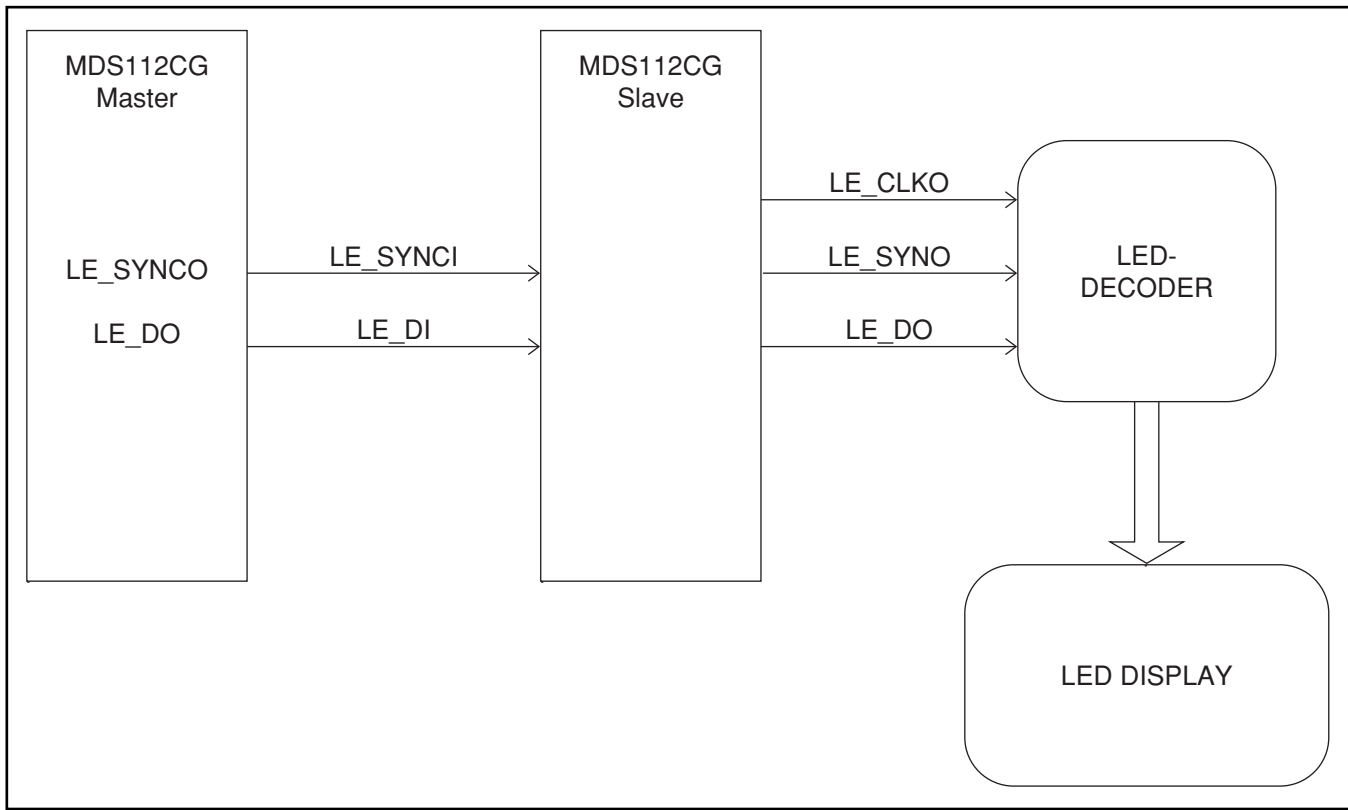 MDS112CG
Master
MDS112CG
Slave
LE_CLKO
LE_SYNCO
LE_SYNCI
LE_SYNO
LED-
DECODER
LE_DO
LE_DI
LE_DO
LED DISPLAY